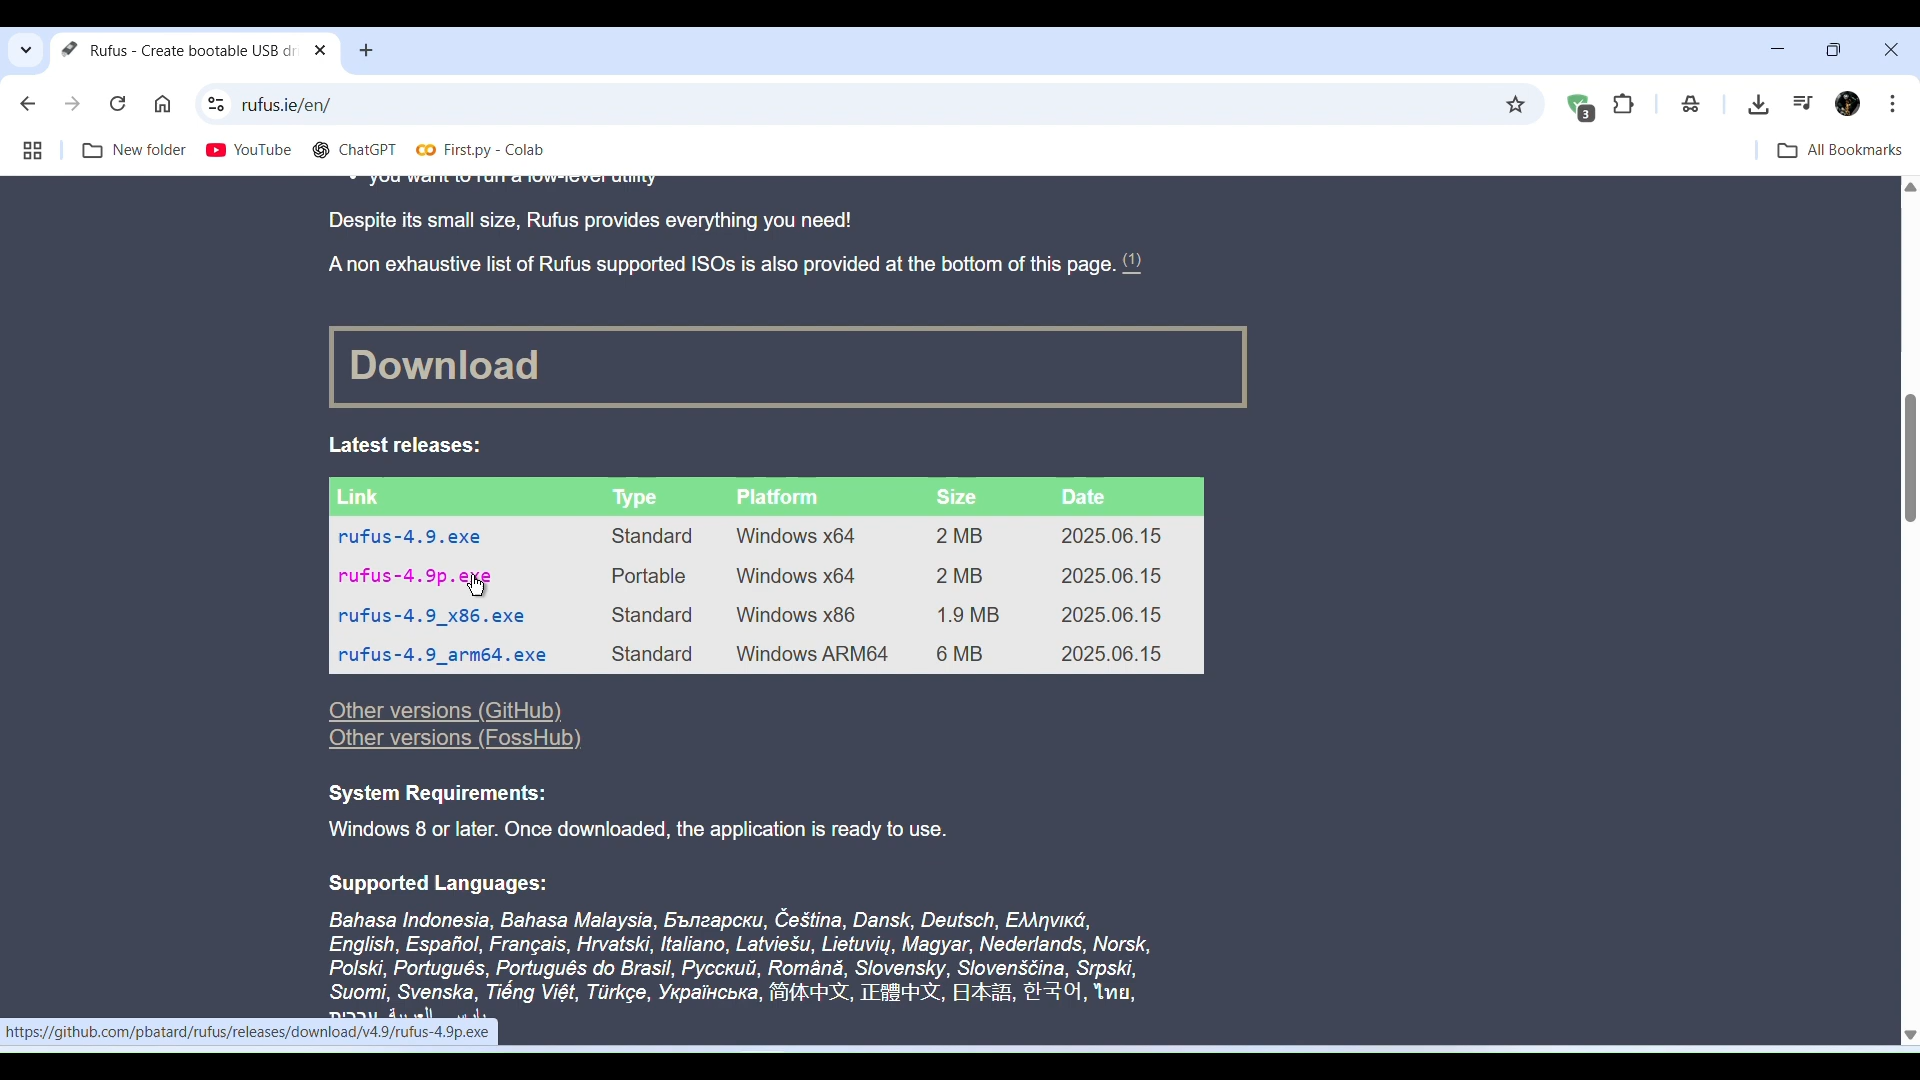 Rufus - Create bootable USB dri
rufus.ie/en/
3
New folder
YouTube
ChatGPT
First.py - Colab
All Bookmarks
you want to run a low-level utility
Despite its small size, Rufus provides everything you need!
A non exhaustive list of Rufus supported ISOs is also provided at the bottom of this page. (1)
Download
Latest releases:
Link Type Platform Size Date
rufus-4.9.exe Standard Windows x64 2 MB 2025.06.15
rufus-4.9p.exe Portable Windows x64 2 MB 2025.06.15
rufus-4.9_x86.exe Standard Windows x86 1.9 MB 2025.06.15
rufus-4.9_arm64.exe Standard Windows ARM64 6 MB 2025.06.15
Other versions (GitHub)
Other versions (FossHub)
System Requirements:
Windows 8 or later. Once downloaded, the application is ready to use.
Supported Languages:
Bahasa Indonesia, Bahasa Malaysia, Български, Čeština, Dansk, Deutsch, Ελληνικά,
English, Español, Français, Hrvatski, Italiano, Latviešu, Lietuvių, Magyar, Nederlands, Norsk,
Polski, Português, Português do Brasil, Русский, Română, Slovensky, Slovenščina, Srpski,
Suomi, Svenska, Tiếng Việt, Türkçe, Українська, 简体中文, 正體中文, 日本語, 한국어, ไทย,
https://github.com/pbatard/rufus/releases/download/v4.9/rufus-4.9p.exe